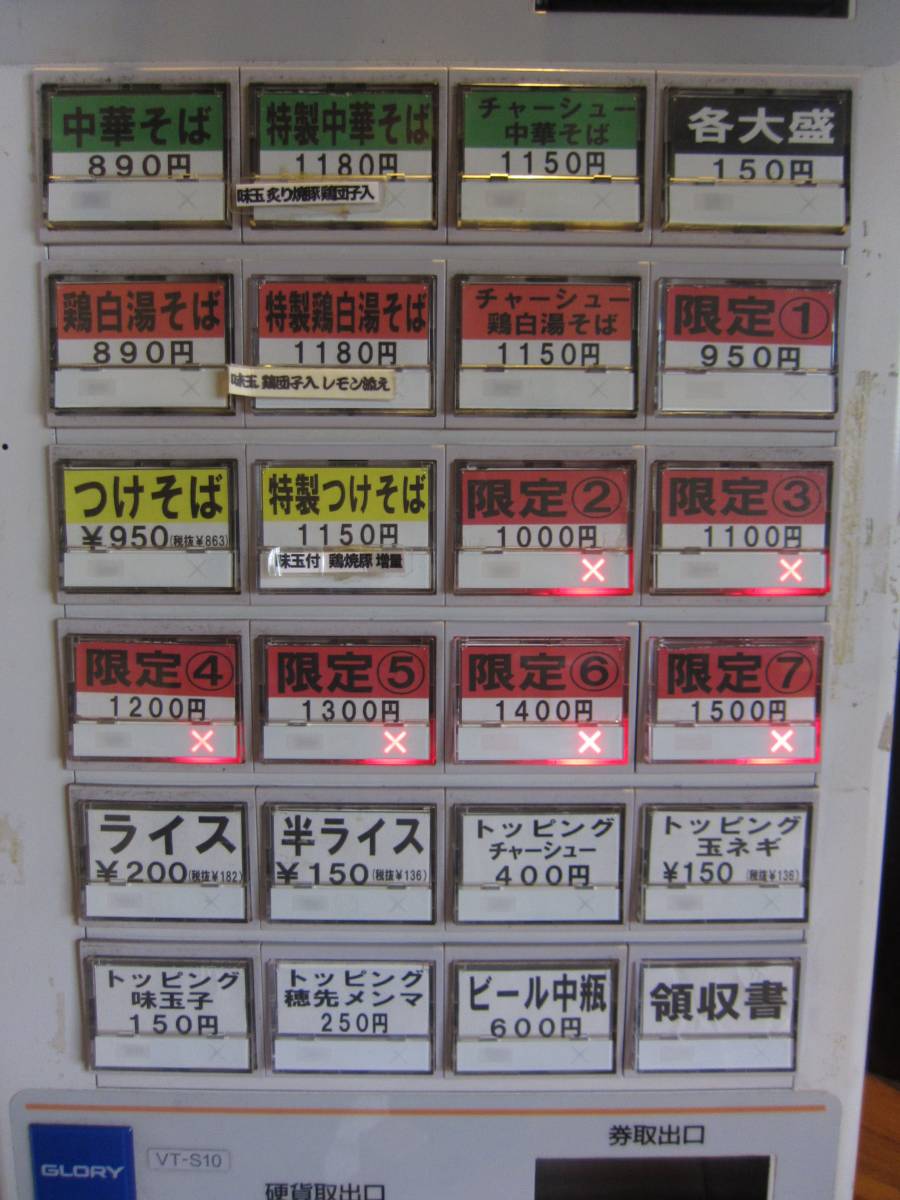 中華そば
890円
特製中華そば
1180円
味玉 炙り焼豚 鶏団子入
チャーシュー
中華そば
1150円
各大盛
150円
鶏白湯そば
890円
特製鶏白湯そば
1180円
味玉 鶏団子入 レモン添え
チャーシュー
鶏白湯そば
1150円
限定①
950円
つけそば
¥950(税抜¥863)
特製つけそば
1150円
味玉付 鶏焼豚 増量
限定②
1000円
×
限定③
1100円
×
限定④
1200円
×
限定⑤
1300円
×
限定⑥
1400円
×
限定⑦
1500円
×
ライス
¥200(税抜¥182)
半ライス
¥150(税抜¥136)
トッピング
チャーシュー
400円
トッピング
玉ネギ
¥150(税抜¥136)
トッピング
味玉子
150円
トッピング
穂先メンマ
250円
ビール中瓶
600円
領収書
GLORY
VT-S10
硬貨取出口
券取出口